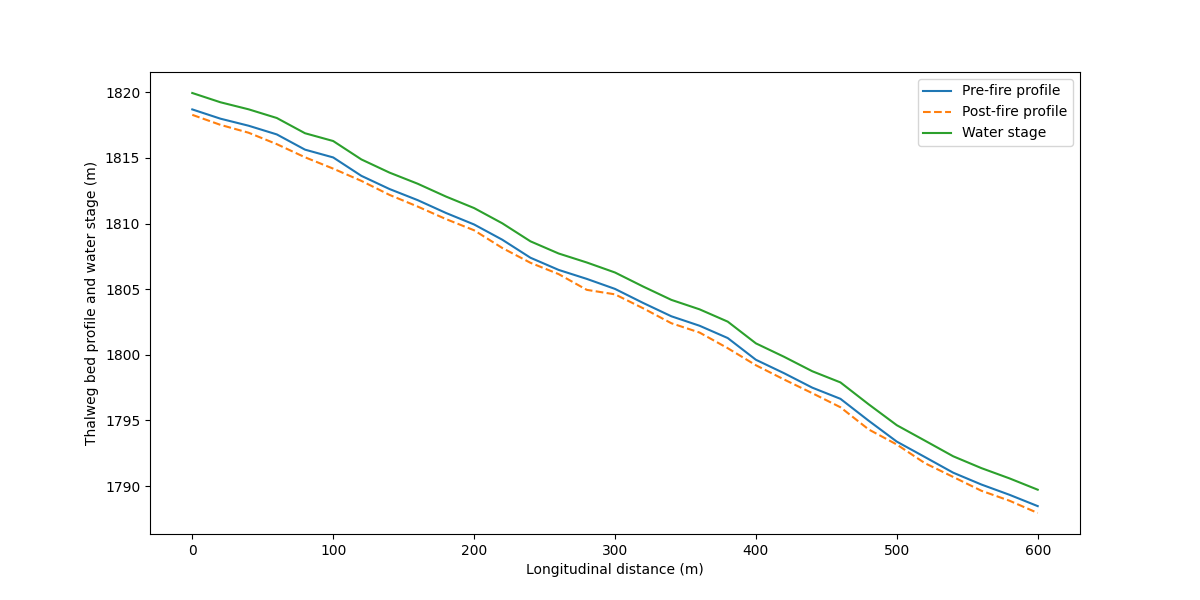 Pre-fire profile
Post-fire profile
Water stage
Thalweg bed profile and water stage (m)
1820
1815
1810
1805
1800
1795
1790
0 100 200 300 400 500 600
Longitudinal distance (m)